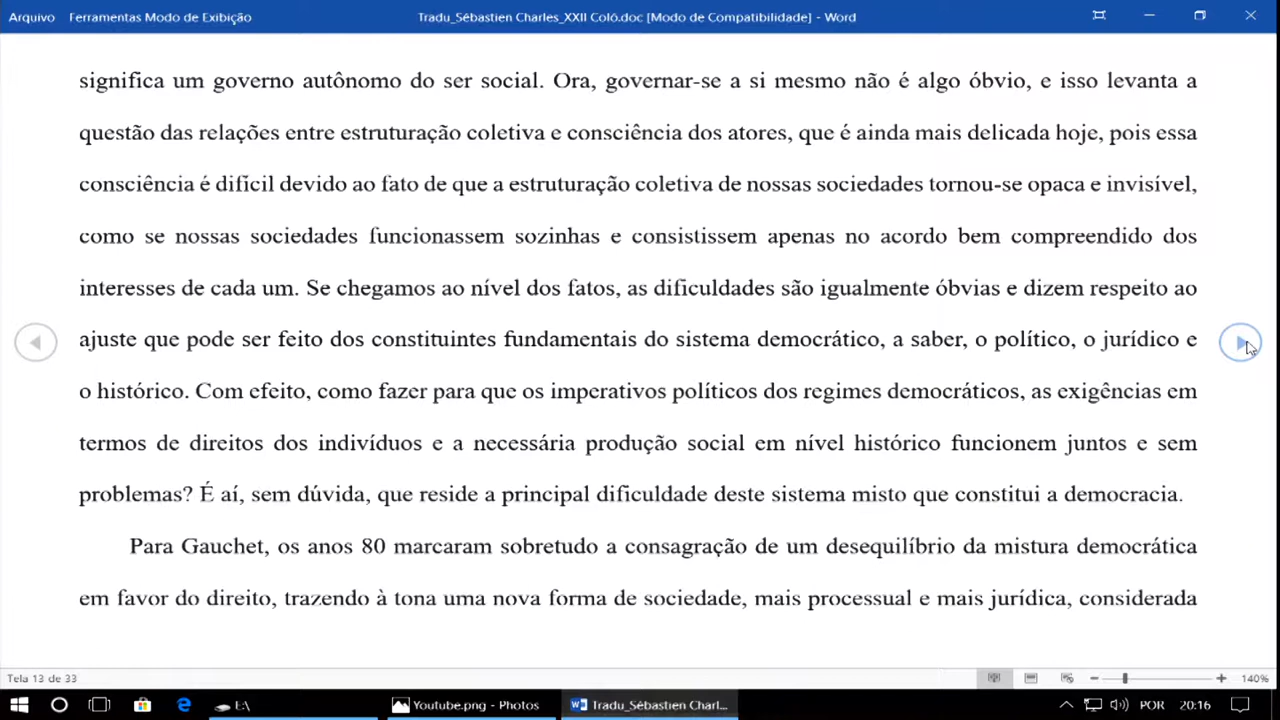 Arquivo Ferramentas Modo de Exibição Tradu_Sébastien Charles_XXII Coló.doc [Modo de Compatibilidade] - Word
significa um governo autônomo do ser social. Ora, governar-se a si mesmo não é algo óbvio, e isso levanta a
questão das relações entre estruturação coletiva e consciência dos atores, que é ainda mais delicada hoje, pois essa
consciência é difícil devido ao fato de que a estruturação coletiva de nossas sociedades tornou-se opaca e invisível,
como se nossas sociedades funcionassem sozinhas e consistissem apenas no acordo bem compreendido dos
interesses de cada um. Se chegamos ao nível dos fatos, as dificuldades são igualmente óbvias e dizem respeito ao
ajuste que pode ser feito dos constituintes fundamentais do sistema democrático, a saber, o político, o jurídico e
o histórico. Com efeito, como fazer para que os imperativos políticos dos regimes democráticos, as exigências em
termos de direitos dos indivíduos e a necessária produção social em nível histórico funcionem juntos e sem
problemas? É aí, sem dúvida, que reside a principal dificuldade deste sistema misto que constitui a democracia.
Para Gauchet, os anos 80 marcaram sobretudo a consagração de um desequilíbrio da mistura democrática
em favor do direito, trazendo à tona uma nova forma de sociedade, mais processual e mais jurídica, considerada
Tela 13 de 33 140%
E:\ Youtube.png - Photos Tradu_Sébastien Charl... POR 20:16